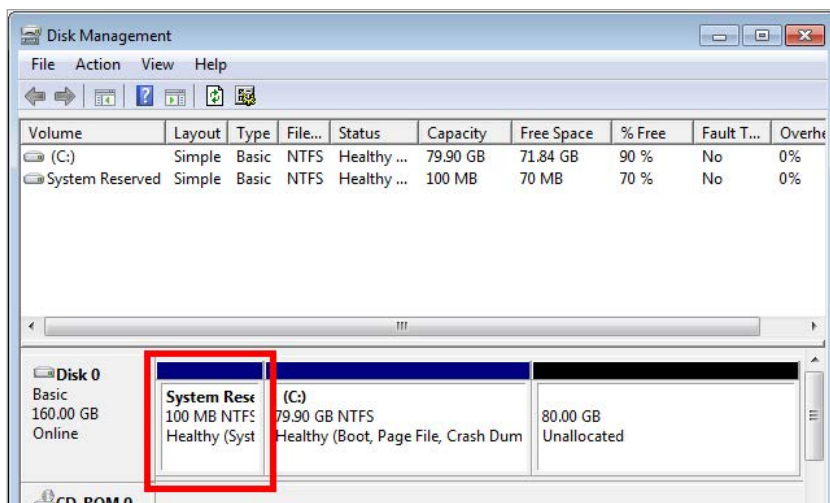 Disk Management
File Action View Help
Volume Layout Type File... Status Capacity Free Space % Free Fault T... Overhe
(C:) Simple Basic NTFS Healthy ... 79.90 GB 71.84 GB 90 % No 0%
System Reserved Simple Basic NTFS Healthy ... 100 MB 70 MB 70 % No 0%
Disk 0
Basic
160.00 GB
Online
System Rese
100 MB NTFS
Healthy (Syst
(C:)
79.90 GB NTFS
Healthy (Boot, Page File, Crash Dum
80.00 GB
Unallocated
CD-ROM 0